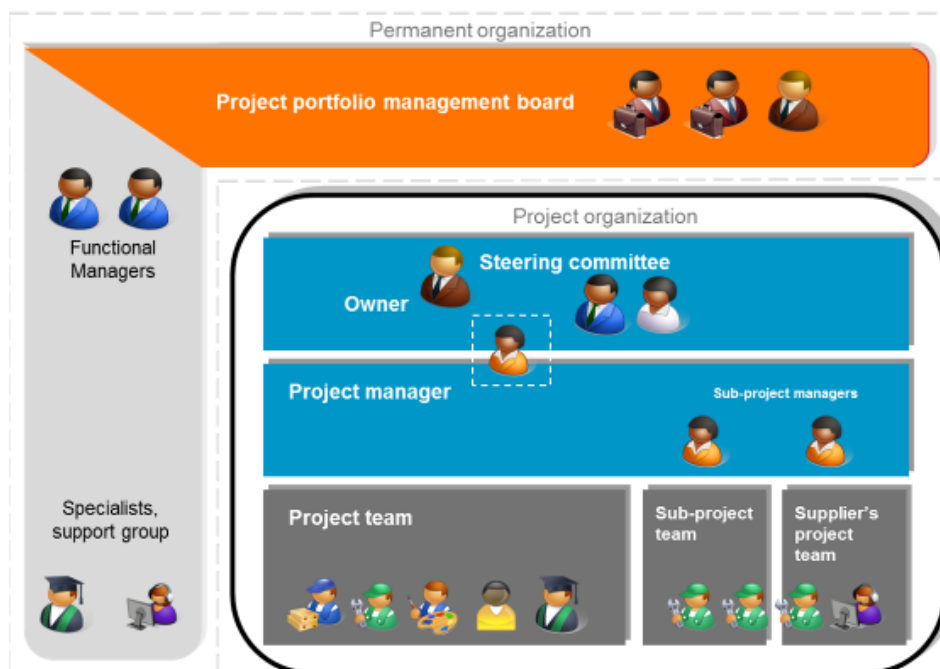 Permanent organization
Project portfolio management board
Functional
Managers
Project organization
Steering committee
Owner
Project manager
Sub-project managers
Specialists,
support group
Project team
Sub-project
team
Supplier's
project
team